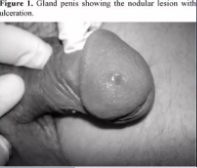 Figure 1. Gland penis showing the nodular lesion with
ulceration.